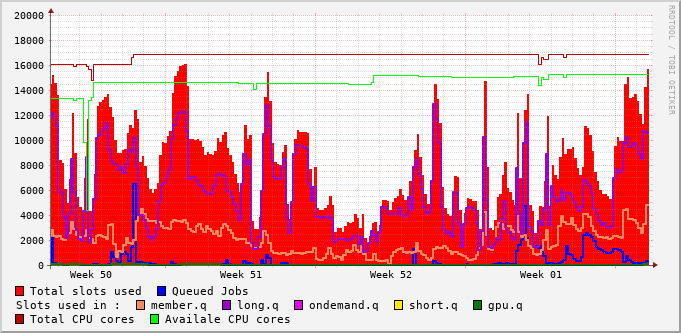 20000
18000
16000
14000
12000
10000
8000
6000
4000
2000
0
Week 50 Week 51 Week 52 Week 01
Total slots used Queued Jobs
Slots used in : member.q long.q ondemand.q short.q gpu.q
Total CPU cores Availale CPU cores
RRDTOOL / TOBI OETIKER